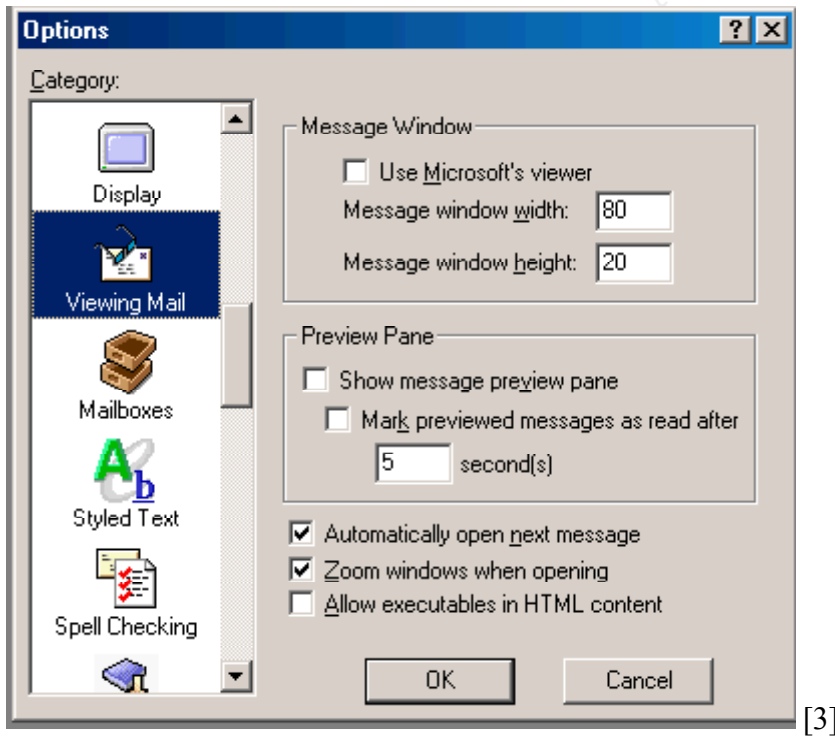 Options
Category:
Display
Viewing Mail
Mailboxes
Styled Text
Spell Checking
Message Window
Use Microsoft's viewer
Message window width: 80
Message window height: 20
Preview Pane
Show message preview pane
Mark previewed messages as read after
5 second(s)
Automatically open next message
Zoom windows when opening
Allow executables in HTML content
OK Cancel
[3]